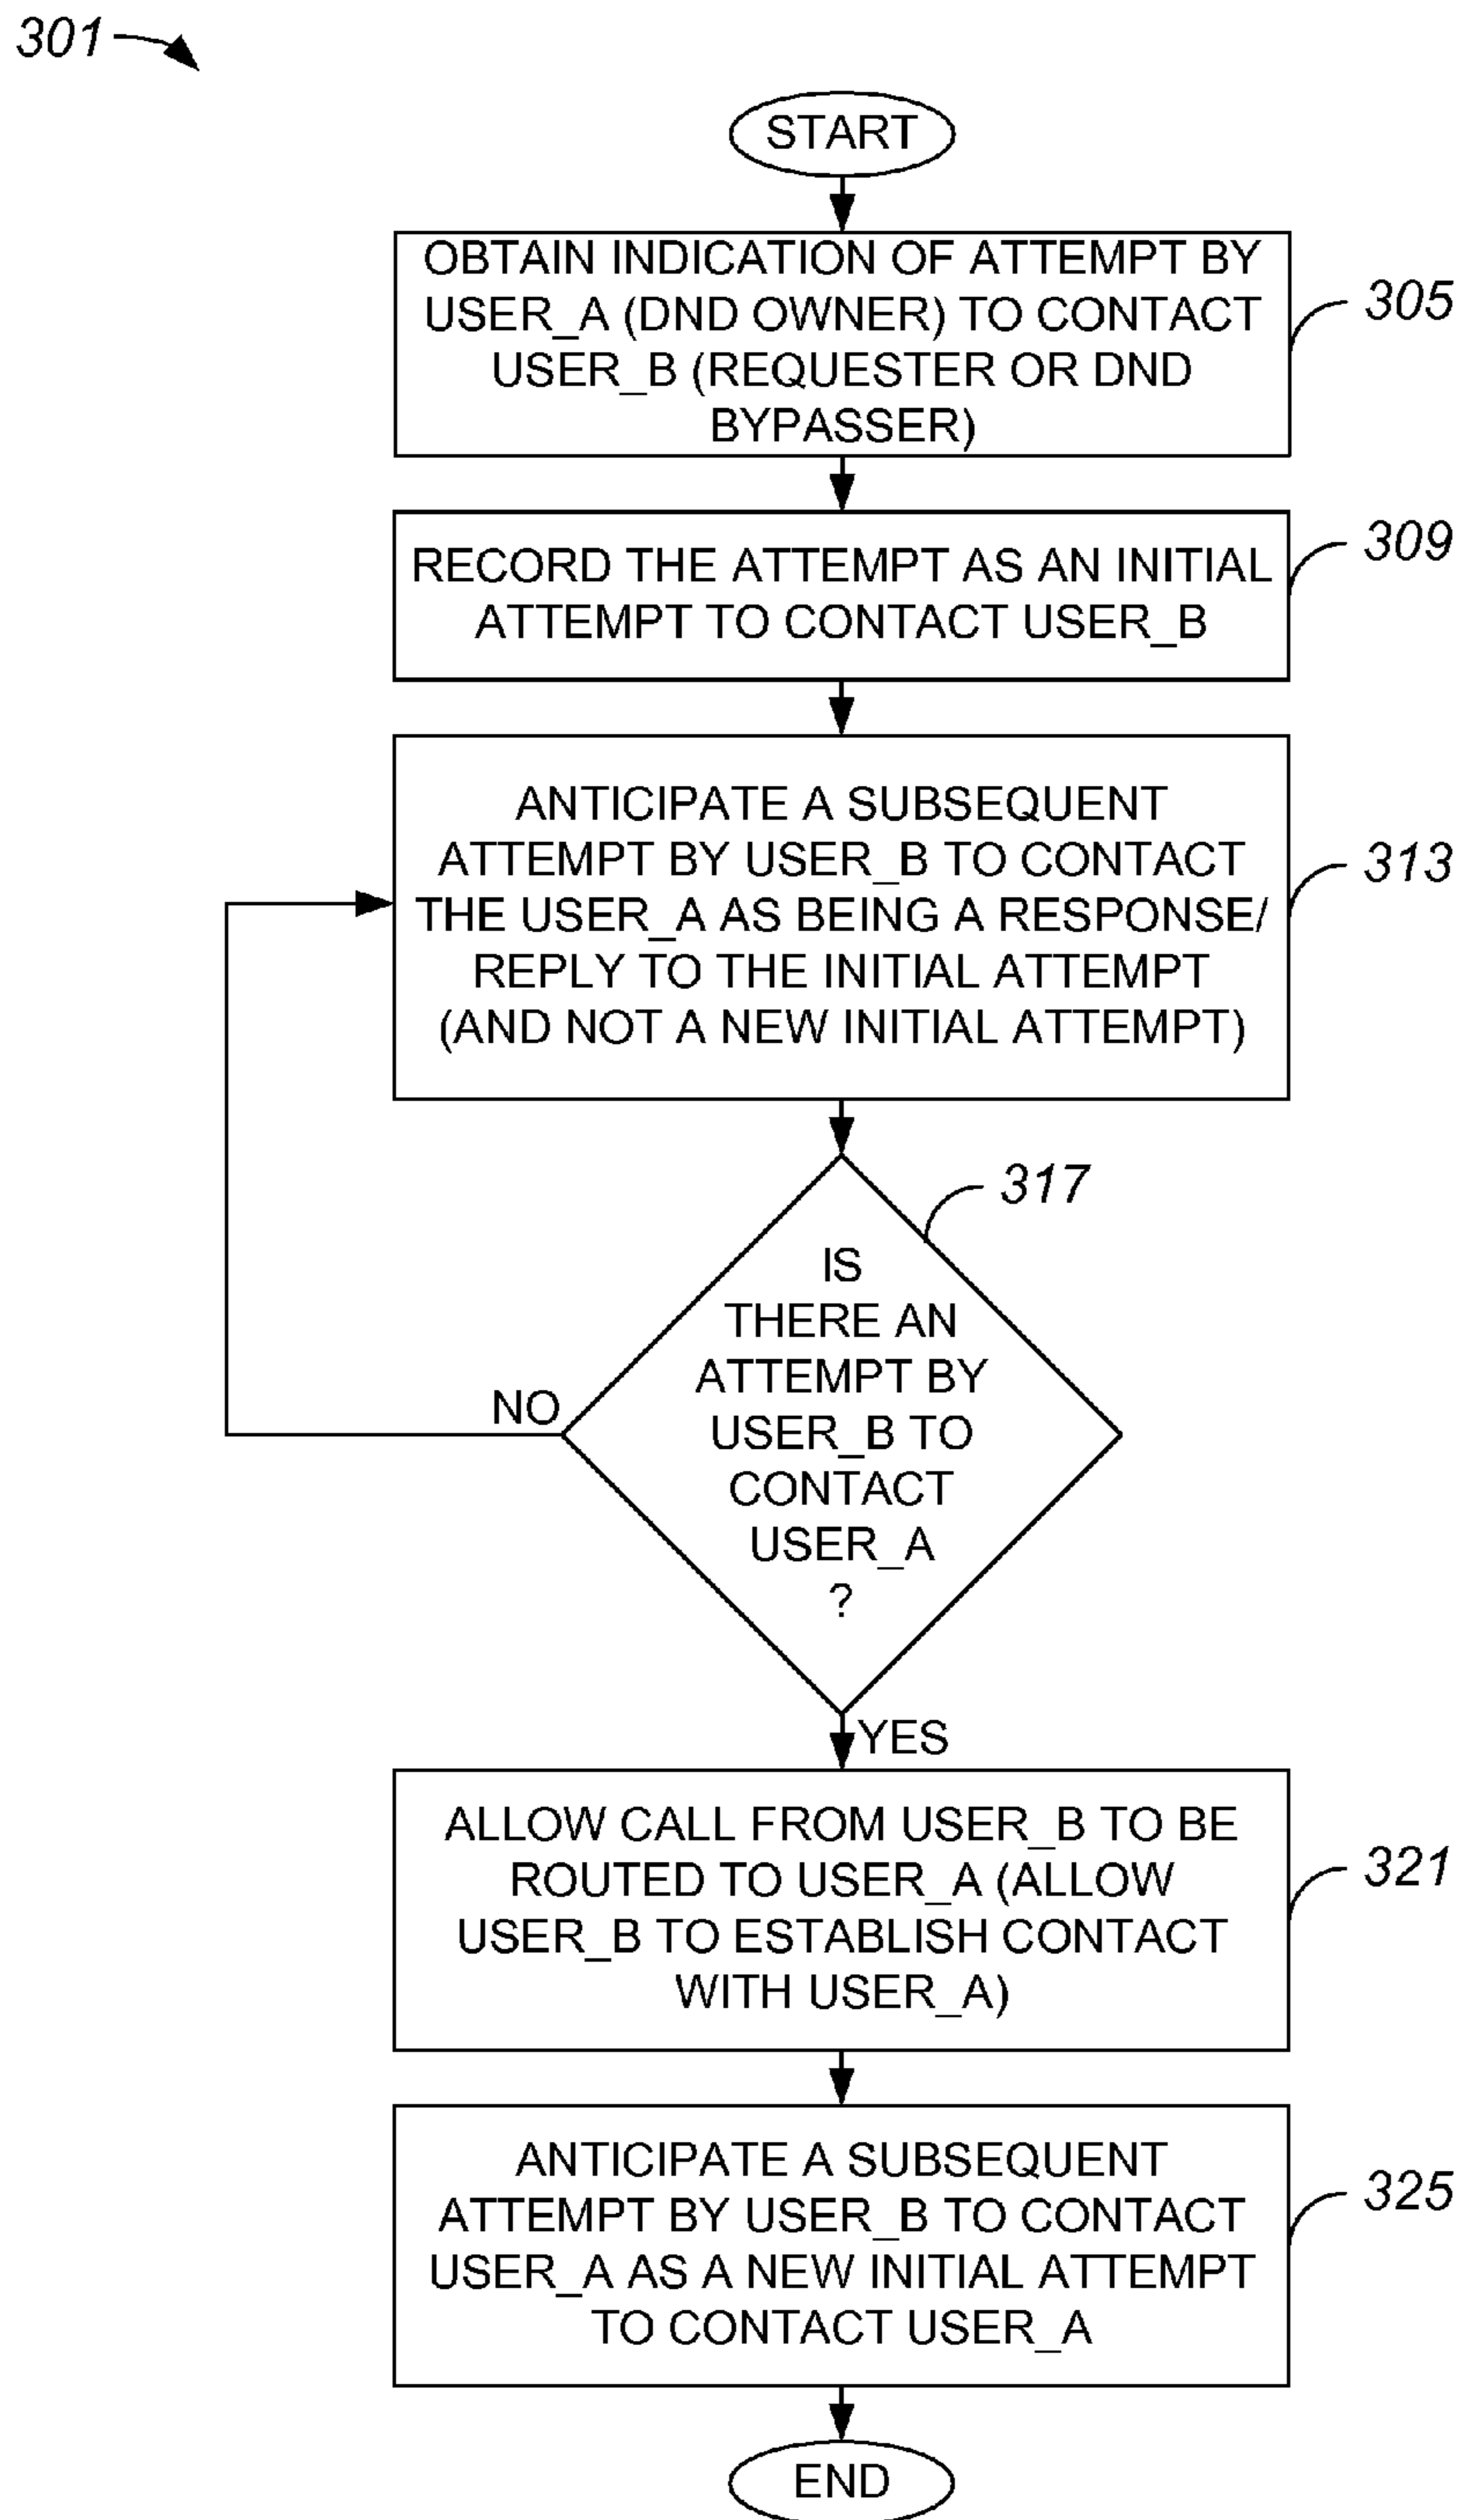 301
START
OBTAIN INDICATION OF ATTEMPT BY
USER_A (DND OWNER) TO CONTACT
USER_B (REQUESTER OR DND
BYPASSER)
305
RECORD THE ATTEMPT AS AN INITIAL
ATTEMPT TO CONTACT USER_B
309
ANTICIPATE A SUBSEQUENT
ATTEMPT BY USER_B TO CONTACT
THE USER_A AS BEING A RESPONSE/
REPLY TO THE INITIAL ATTEMPT
(AND NOT A NEW INITIAL ATTEMPT)
313
317
IS
THERE AN
ATTEMPT BY
USER_B TO
CONTACT
USER_A
?
NO
YES
ALLOW CALL FROM USER_B TO BE
ROUTED TO USER_A (ALLOW
USER_B TO ESTABLISH CONTACT
WITH USER_A)
321
ANTICIPATE A SUBSEQUENT
ATTEMPT BY USER_B TO CONTACT
USER_A AS A NEW INITIAL ATTEMPT
TO CONTACT USER_A
325
END